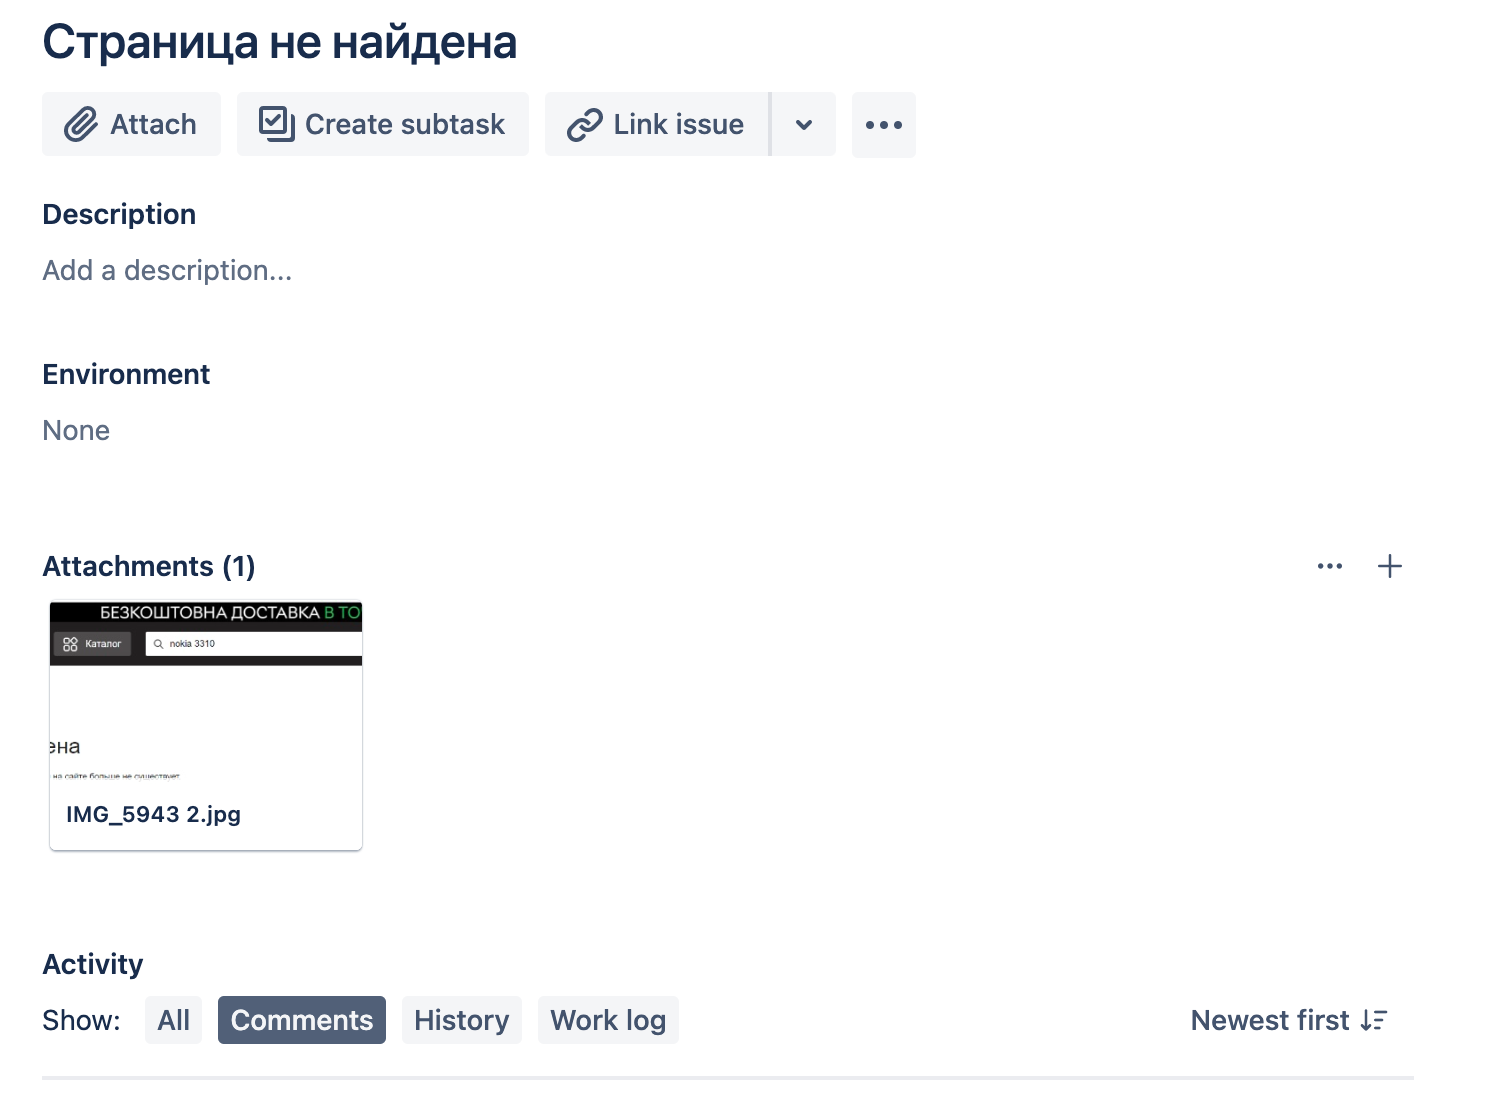 Страница не найдена
Attach
Create subtask
Link issue
Description
Add a description...
Environment
None
Attachments (1)
БЕЗКОШТОВНА ДОСТАВКА В ТО
Каталог
nokia 3310
ена
на сайте больше не существует
IMG_5943 2.jpg
Activity
Show: All Comments History Work log Newest first